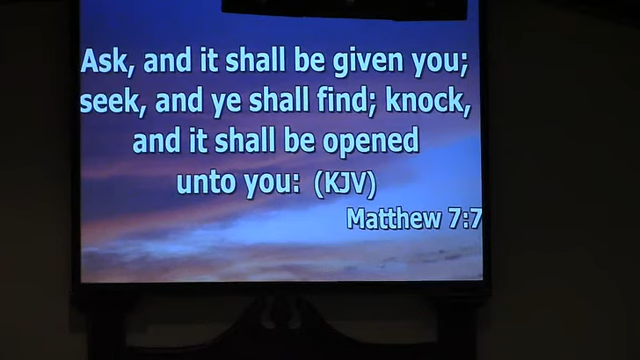 Ask, and it shall be given you;
seek, and ye shall find; knock,
and it shall be opened
unto you: (KJV)
Matthew 7:7